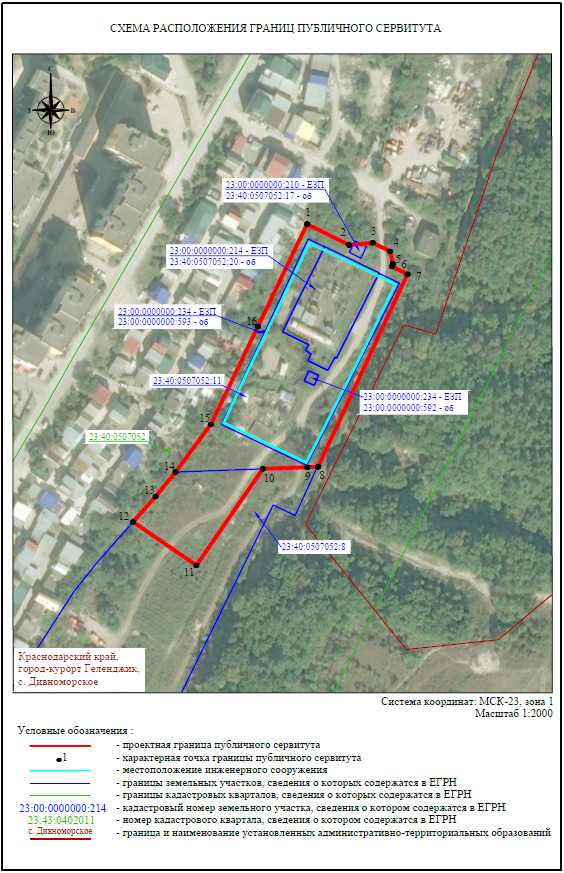 СХЕМА РАСПОЛОЖЕНИЯ ГРАНИЦ ПУБЛИЧНОГО СЕРВИТУТА
С
З
В
Ю
23:00:0000000:210 - ЕЗП
23:40:0507052:17 - об
1
2
3
4
5
6
7
23:00:0000000:214 - ЕЗП
23:40:0507052:20 - об
23:00:0000000:234 - ЕЗП
23:00:0000000:593 - об
16
23:40:0507052:11
23:00:0000000:234 - ЕЗП
23:00:0000000:592 - об
15
23:40:0507052
14
10
9
8
13
12
11
23:40:0507052:8
Краснодарский край,
город-курорт Геленджик,
с. Дивноморское
Система координат: МСК-23, зона 1
Масштаб 1:2000
Условные обозначения :
- проектная граница публичного сервитута
1 - характерная точка границы публичного сервитута
- местоположение инженерного сооружения
- границы земельных участков, сведения о которых содержатся в ЕГРН
- границы кадастровых кварталов, сведения о которых содержатся в ЕГРН
23:00:0000000:214 - кадастровый номер земельного участка, сведения о котором содержатся в ЕГРН
23:43:0402011 - номер кадастрового квартала, сведения о котором содержатся в ЕГРН
с. Дивноморское - граница и наименование установленных административно-территориальных образований